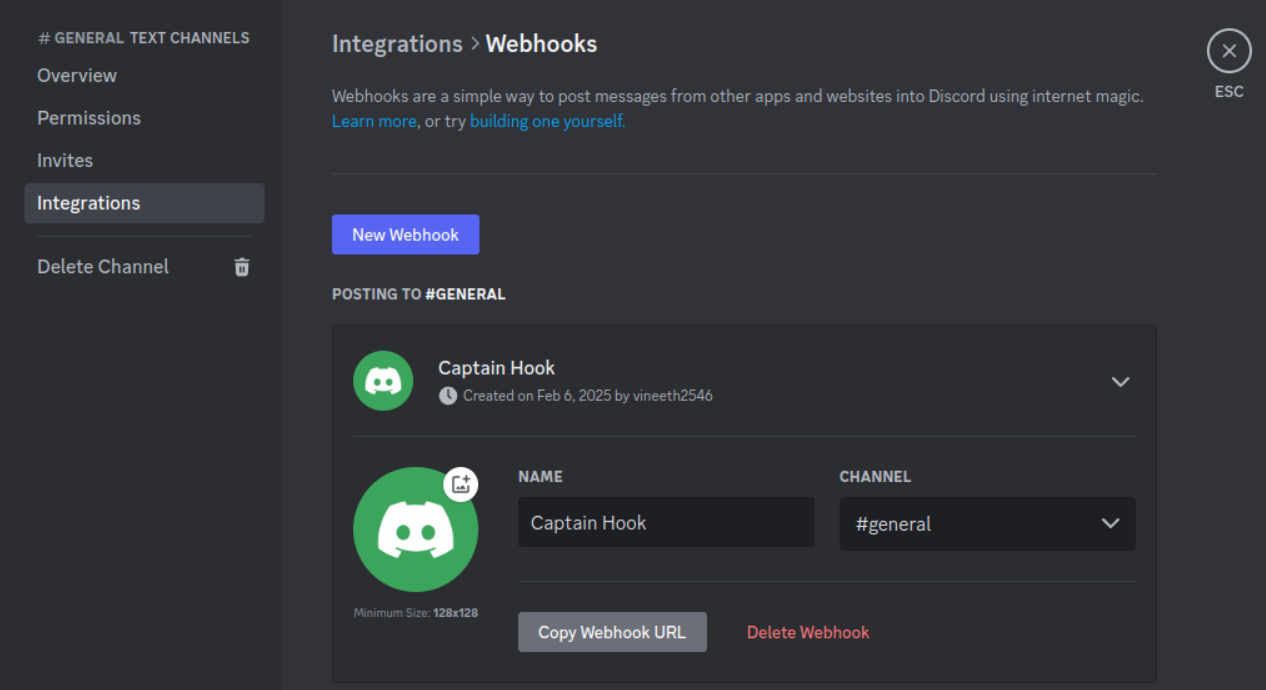 # GENERAL TEXT CHANNELS
Overview
Permissions
Invites
Integrations
Delete Channel
Integrations > Webhooks
ESC
Webhooks are a simple way to post messages from other apps and websites into Discord using internet magic.
Learn more, or try building one yourself.
New Webhook
POSTING TO #GENERAL
Captain Hook
Created on Feb 6, 2025 by vineeth2546
NAME
CHANNEL
Captain Hook
#general
Minimum Size: 128x128
Copy Webhook URL
Delete Webhook